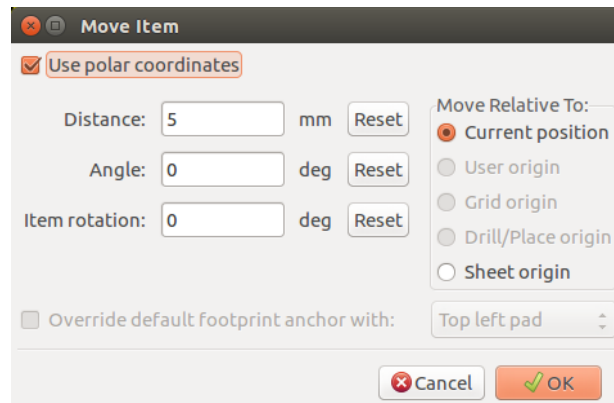 Move Item
Use polar coordinates
Distance: 5 mm Reset
Angle: 0 deg Reset
Item rotation: 0 deg Reset
Move Relative To:
Current position
User origin
Grid origin
Drill/Place origin
Sheet origin
Override default footprint anchor with: Top left pad
Cancel OK